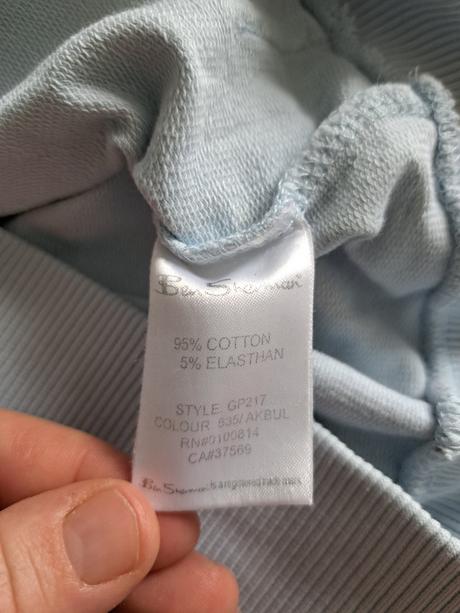 Ben Sherman
95% COTTON
5% ELASTHAN
STYLE GP217
COLOUR 635/AKBUL
RN#0100814
CA#37569
Ben Sherman is a registered trade mark